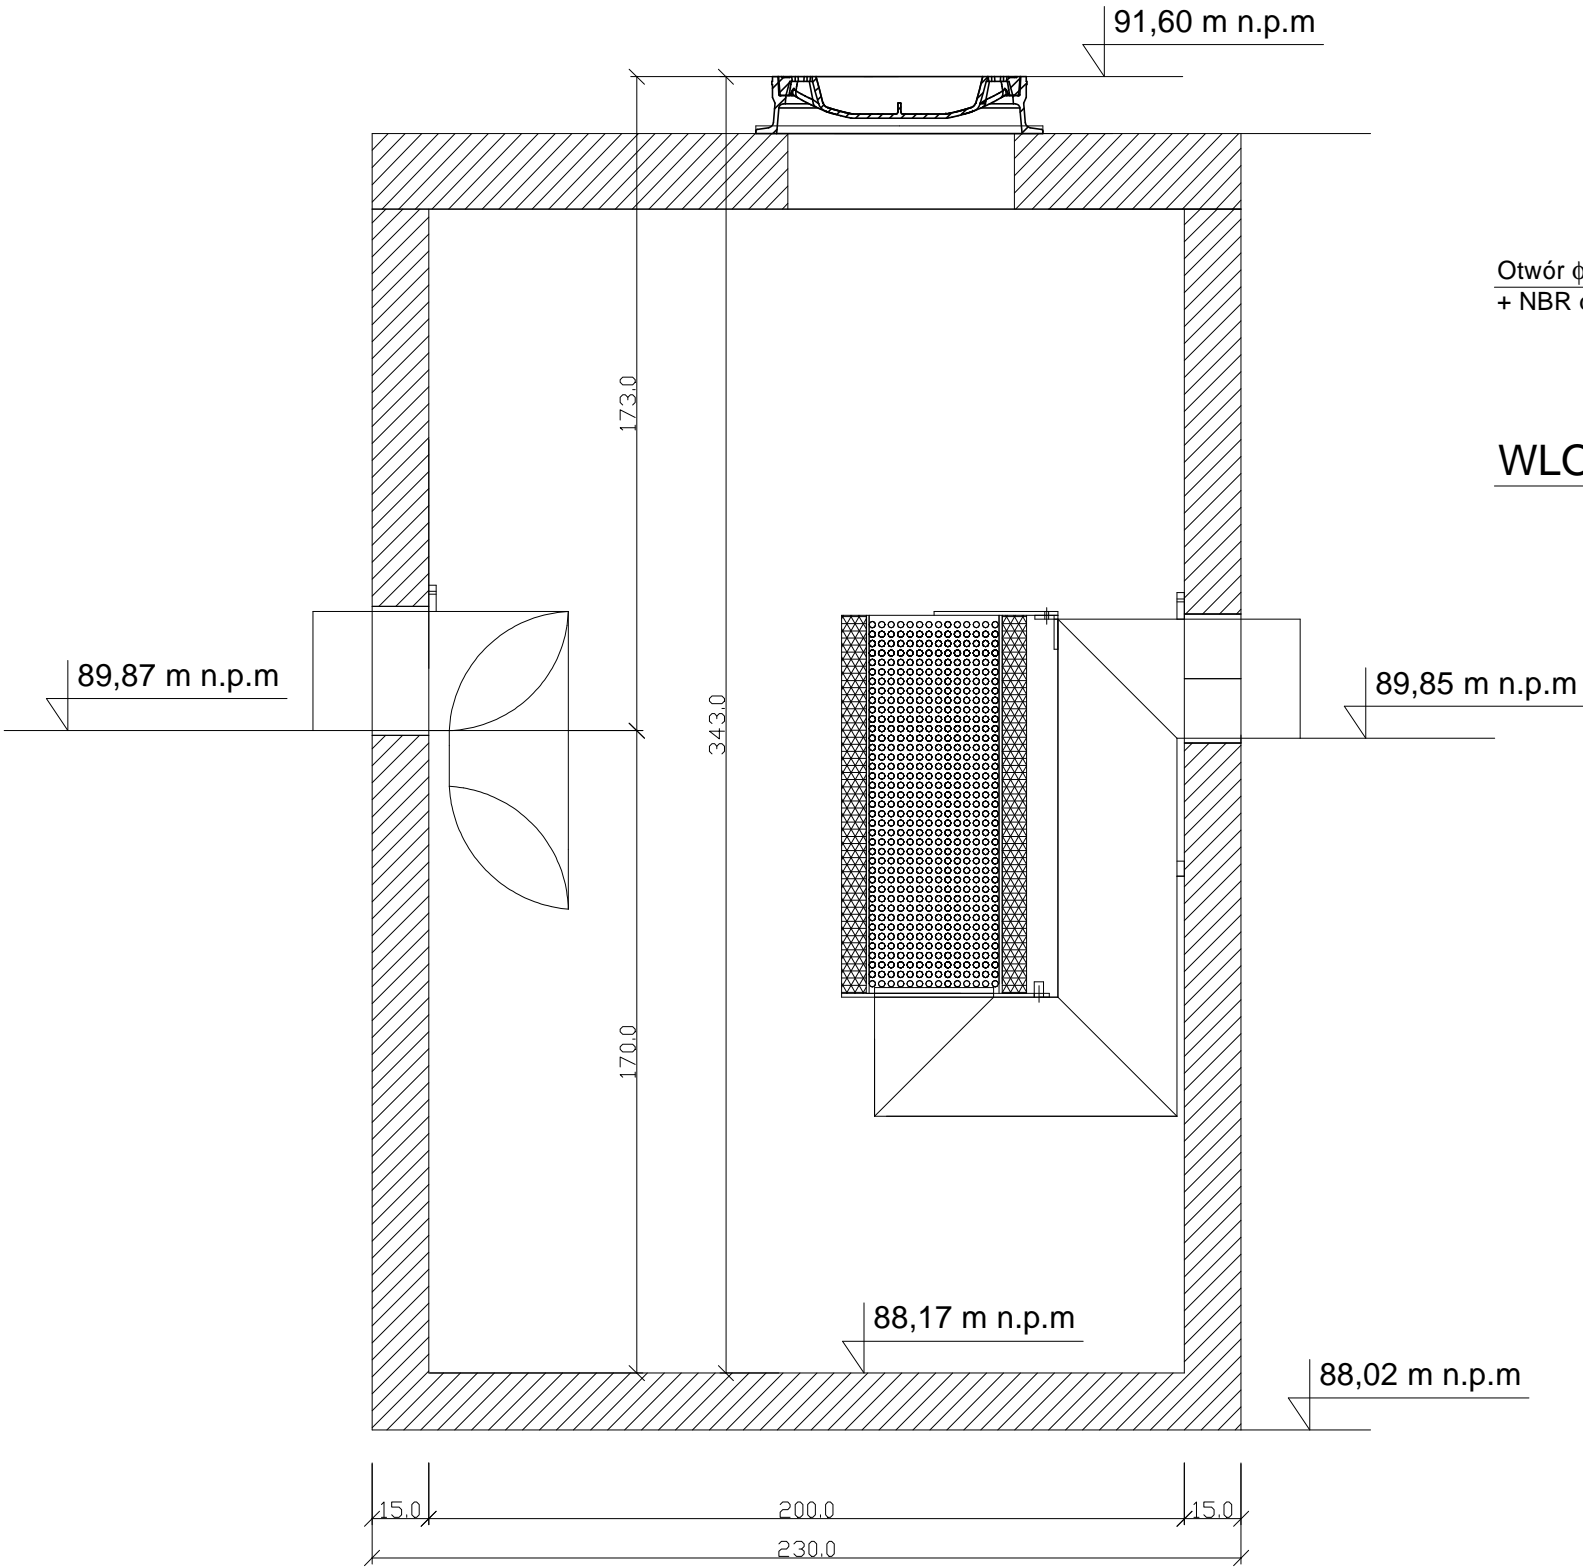 91,60 m n.p.m
Otwór ϕ
+ NBR
173.0
89,87 m n.p.m
343.0
89,85 m n.p.m
170.0
88,17 m n.p.m
88,02 m n.p.m
15.0 200.0 15.0
230.0